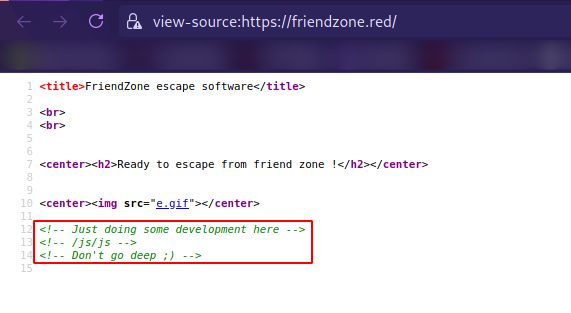 view-source:https://friendzone.red/
1 <title>FriendZone escape software</title>
2
3 <br>
4 <br>
5
6
7 <center><h2>Ready to escape from friend zone !</h2></center>
8
9
10 <center><img src="e.gif"></center>
11
12 <!-- Just doing some development here -->
13 <!-- /js/js -->
14 <!-- Don't go deep ;) -->
15